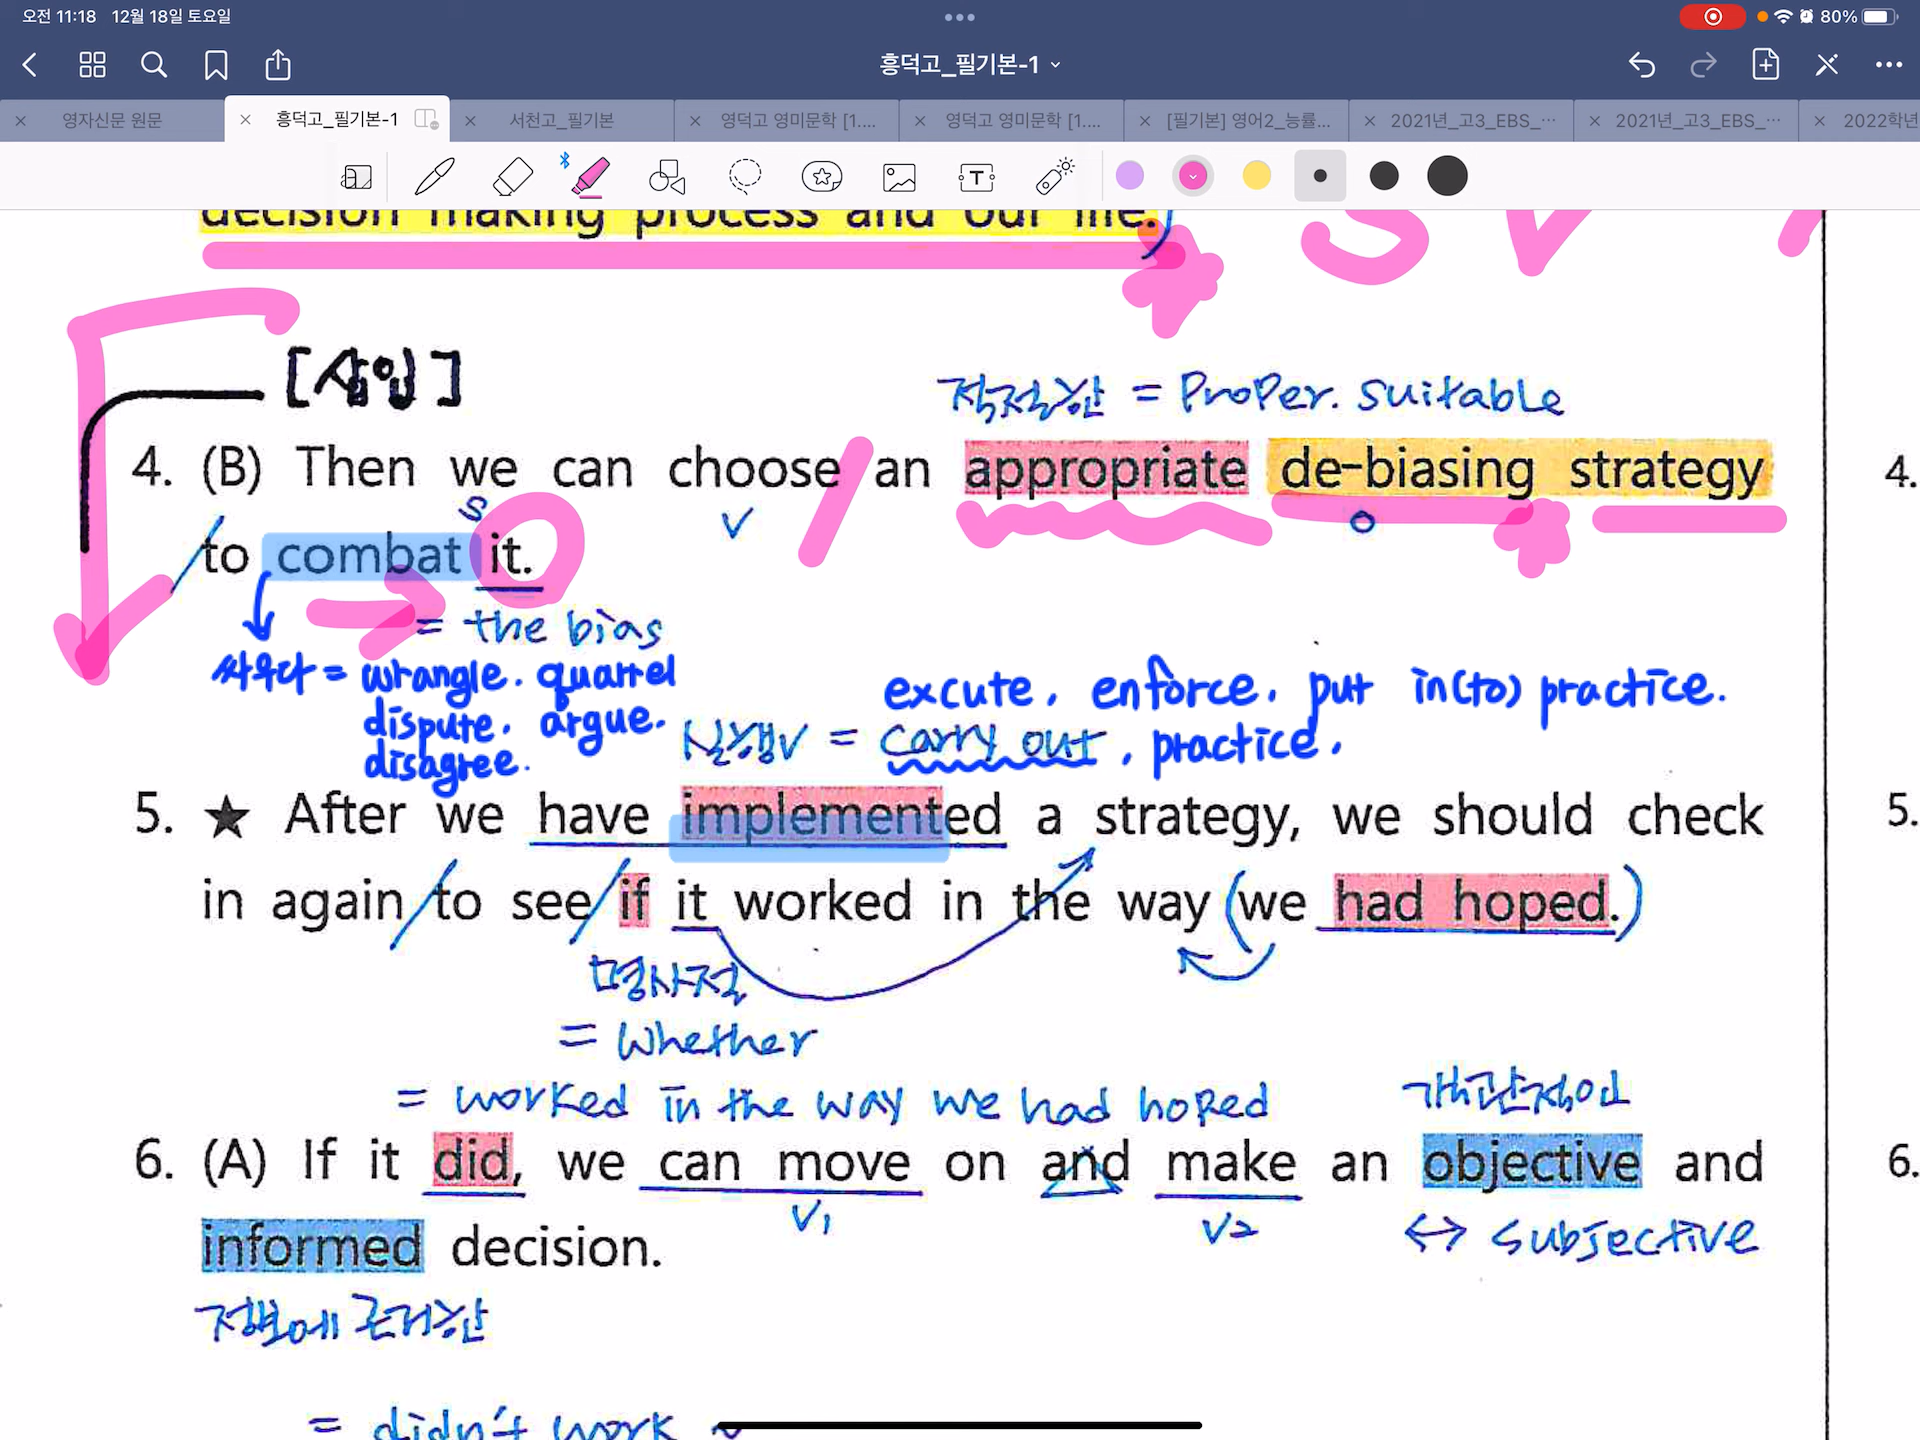 오전 11:18 12월 18일 토요일
80%
흥덕고_필기본-1
영자신문 원문
흥덕고_필기본-1
서천고_필기본
영덕고 영미문학 [1....
영덕고 영미문학 [1....
[필기본] 영어2_능률...
2021년_고3_EBS_...
2021년_고3_EBS_...
2022학년
decision making process and our life.)
S V
[삽입]
적절한 = Proper. suitable
4. (B) Then we can choose / an appropriate de-biasing strategy
4.
S V O
/to combat it.
= the bias
싸우다 = wrangle. quarrel
dispute. argue.
disagree.
excute. enforce. put in(to) practice.
실행V = carry out, practice.
5. ★ After we have implemented a strategy, we should check
5.
in again/to see/if it worked in the way (we had hoped.)
명사절
= whether
= worked in the way we had hoped
객관적인
6. (A) If it did, we can move on and make an objective and
6.
V1 V2 ↔ subjective
informed decision.
정보에 근거한
= didn't work ~